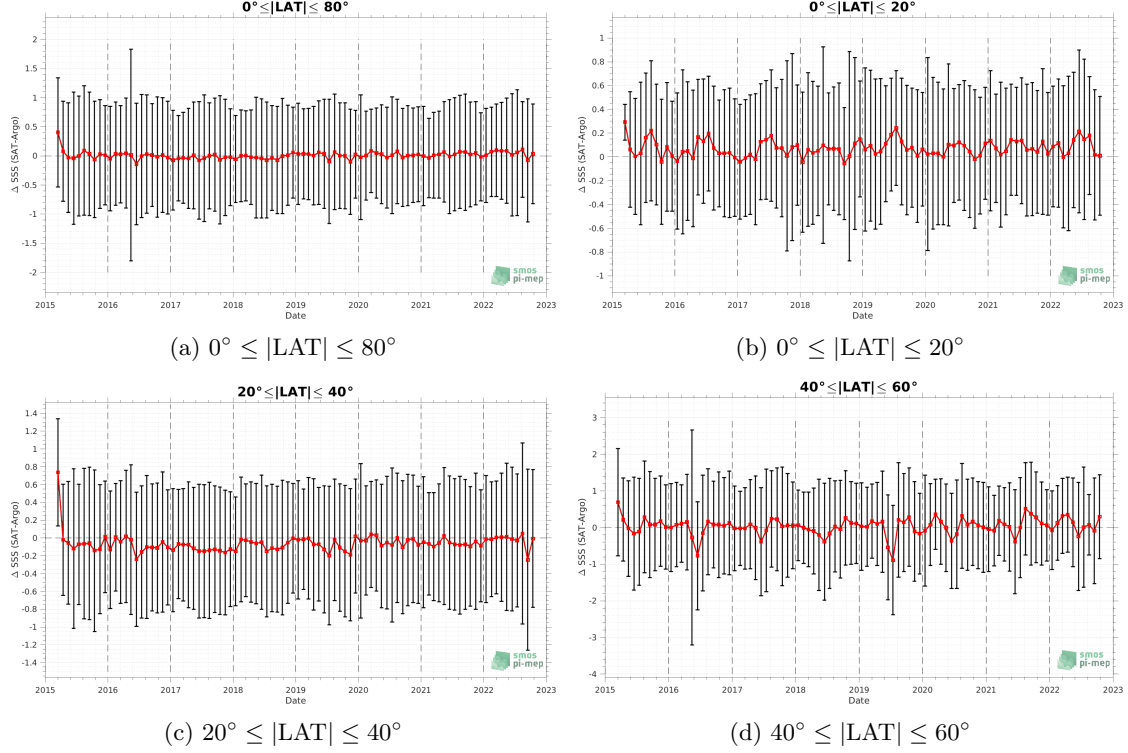 0°≤|LAT|≤ 80°
Δ SSS (SAT-Argo)
2
1.5
1
0.5
0
-0.5
-1
-1.5
-2
2015 2016 2017 2018 2019 2020 2021 2022 2023
Date
smos
pi-mep
(a) 0° ≤ |LAT| ≤ 80°
0°≤|LAT|≤ 20°
Δ SSS (SAT-Argo)
1
0.8
0.6
0.4
0.2
0
-0.2
-0.4
-0.6
-0.8
-1
2015 2016 2017 2018 2019 2020 2021 2022 2023
Date
smos
pi-mep
(b) 0° ≤ |LAT| ≤ 20°
20°≤|LAT|≤ 40°
Δ SSS (SAT-Argo)
1.4
1.2
1
0.8
0.6
0.4
0.2
0
-0.2
-0.4
-0.6
-0.8
-1
-1.2
-1.4
2015 2016 2017 2018 2019 2020 2021 2022 2023
Date
smos
pi-mep
(c) 20° ≤ |LAT| ≤ 40°
40°≤|LAT|≤ 60°
Δ SSS (SAT-Argo)
3
2
1
0
-1
-2
-3
-4
2015 2016 2017 2018 2019 2020 2021 2022 2023
Date
smos
pi-mep
(d) 40° ≤ |LAT| ≤ 60°